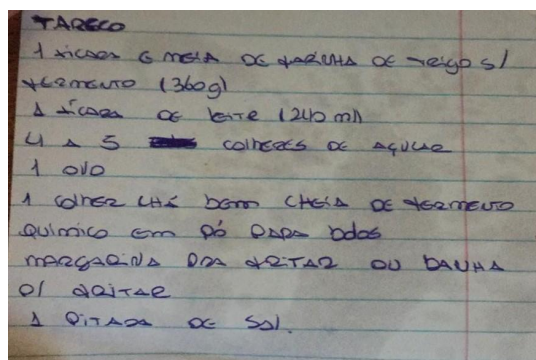 TARECO
1 xícara e meia de farinha de trigo s/
fermento (360g)
1 xícara de leite (240 ml)
4 a 5 colheres de açucar
1 ovo
1 colher chá bem cheia de fermento
químico em pó para bolos
margarina pra fritar ou banha
p/ fritar
1 pitada de sal.